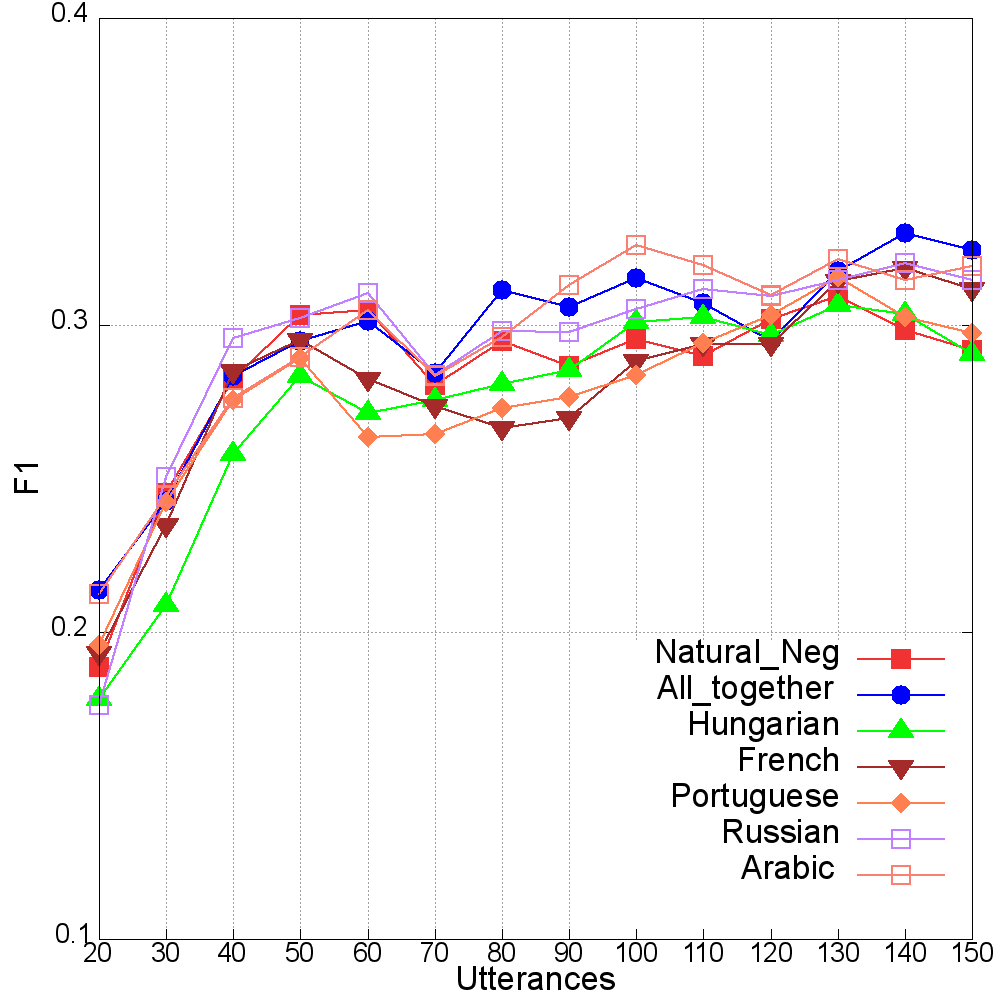 0.4
0.3
0.2
0.1
F1
Natural_Neg
All_together
Hungarian
French
Portuguese
Russian
Arabic
20 30 40 50 60 70 80 90 100 110 120 130 140 150
Utterances